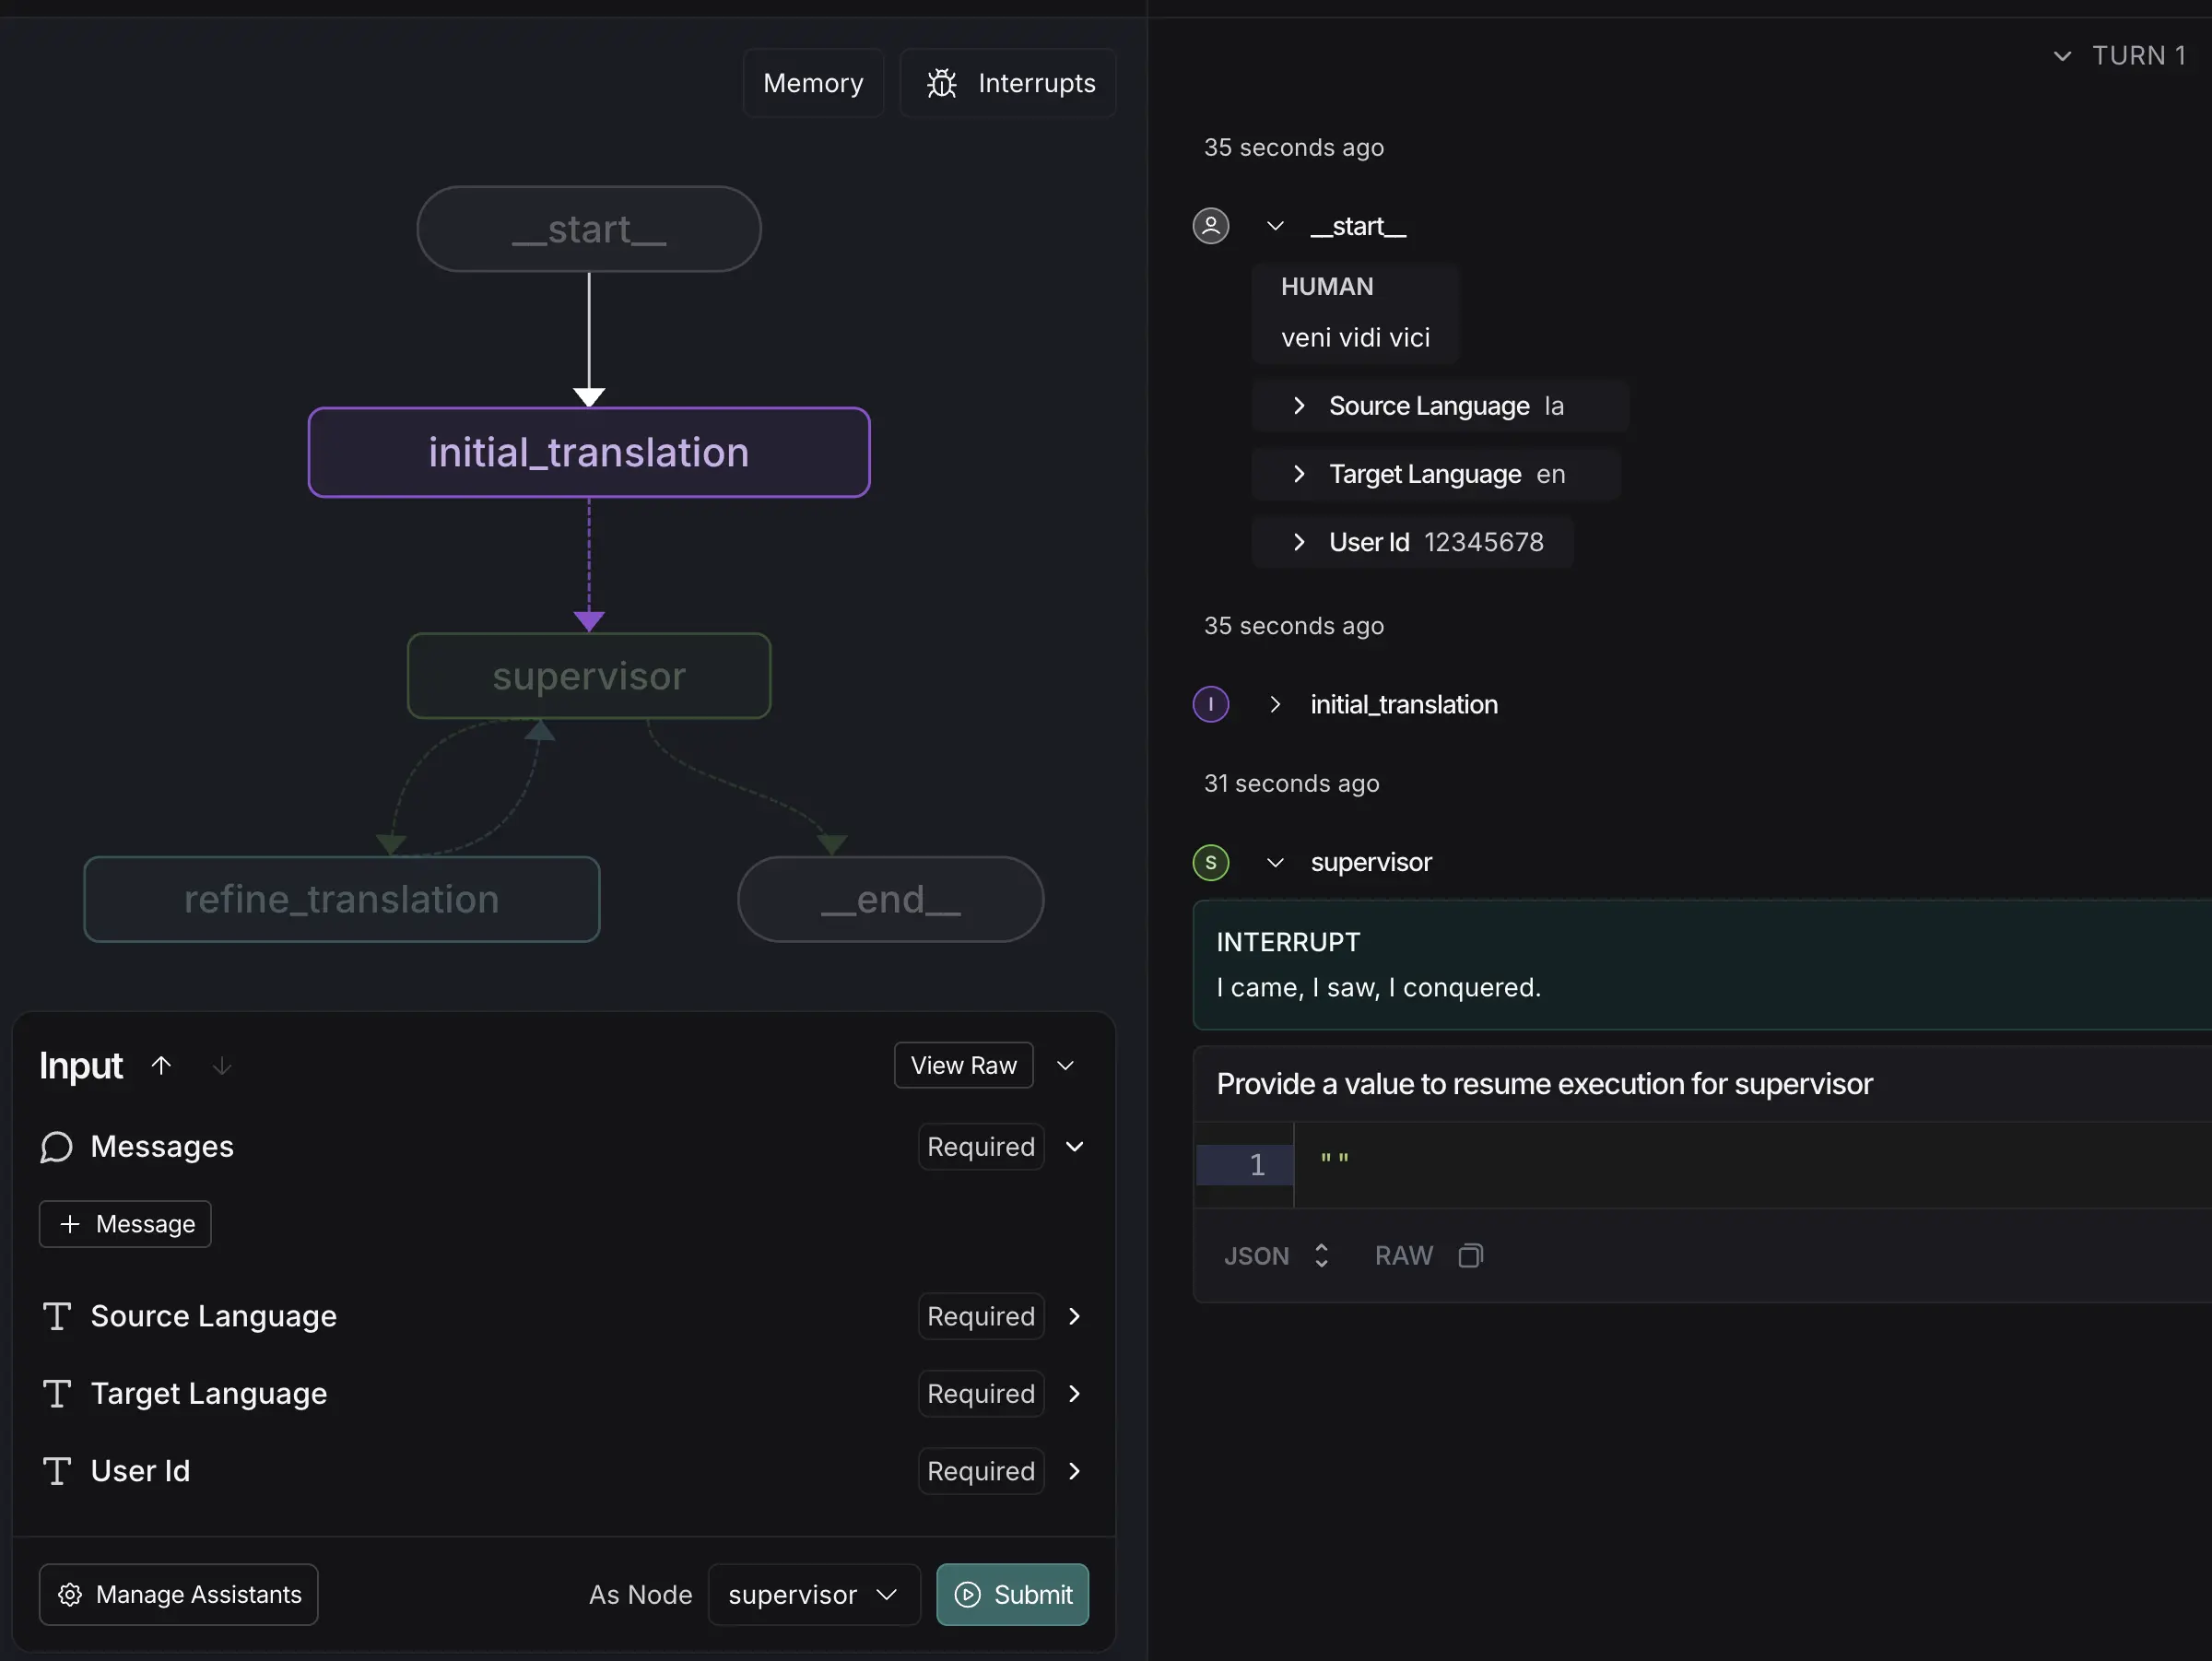 Memory
Interrupts
__start__
initial_translation
supervisor
refine_translation
__end__
Input
View Raw
Messages
Required
Message
Source Language
Required
Target Language
Required
User Id
Required
Manage Assistants
As Node
supervisor
Submit
TURN 1
35 seconds ago
__start__
HUMAN
veni vidi vici
Source Language la
Target Language en
User Id 12345678
35 seconds ago
I
initial_translation
31 seconds ago
S
supervisor
INTERRUPT
I came, I saw, I conquered.
Provide a value to resume execution for supervisor
1
""
JSON
RAW